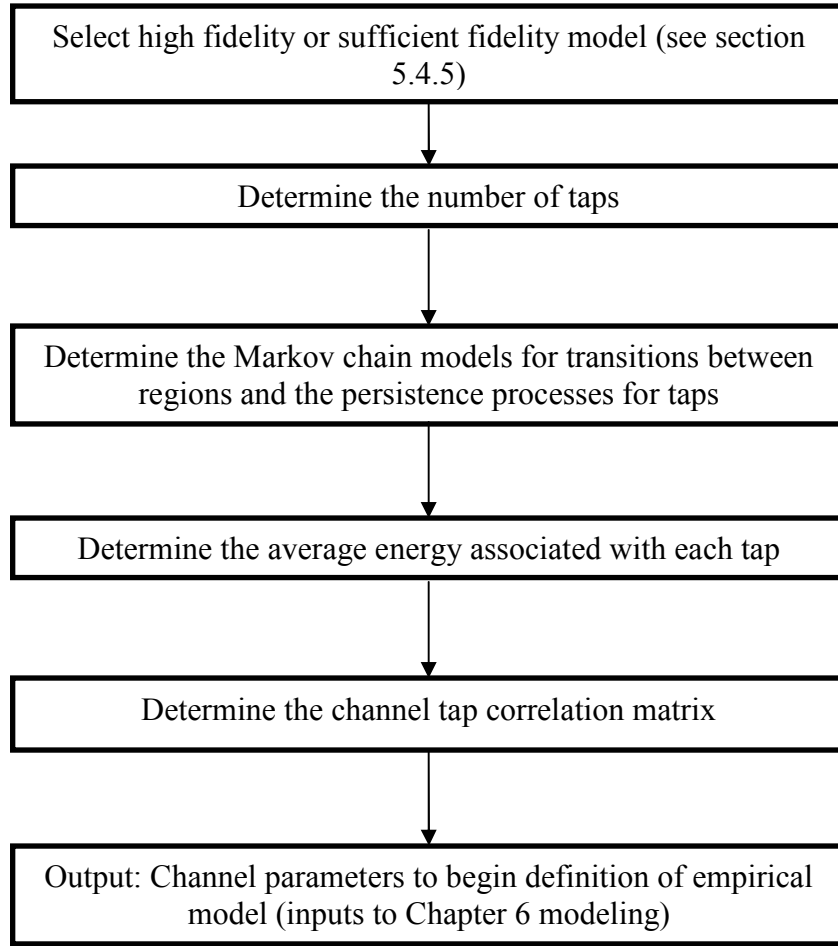 Select high fidelity or sufficient fidelity model (see section
5.4.5)
Determine the number of taps
Determine the Markov chain models for transitions between
regions and the persistence processes for taps
Determine the average energy associated with each tap
Determine the channel tap correlation matrix
Output: Channel parameters to begin definition of empirical
model (inputs to Chapter 6 modeling)